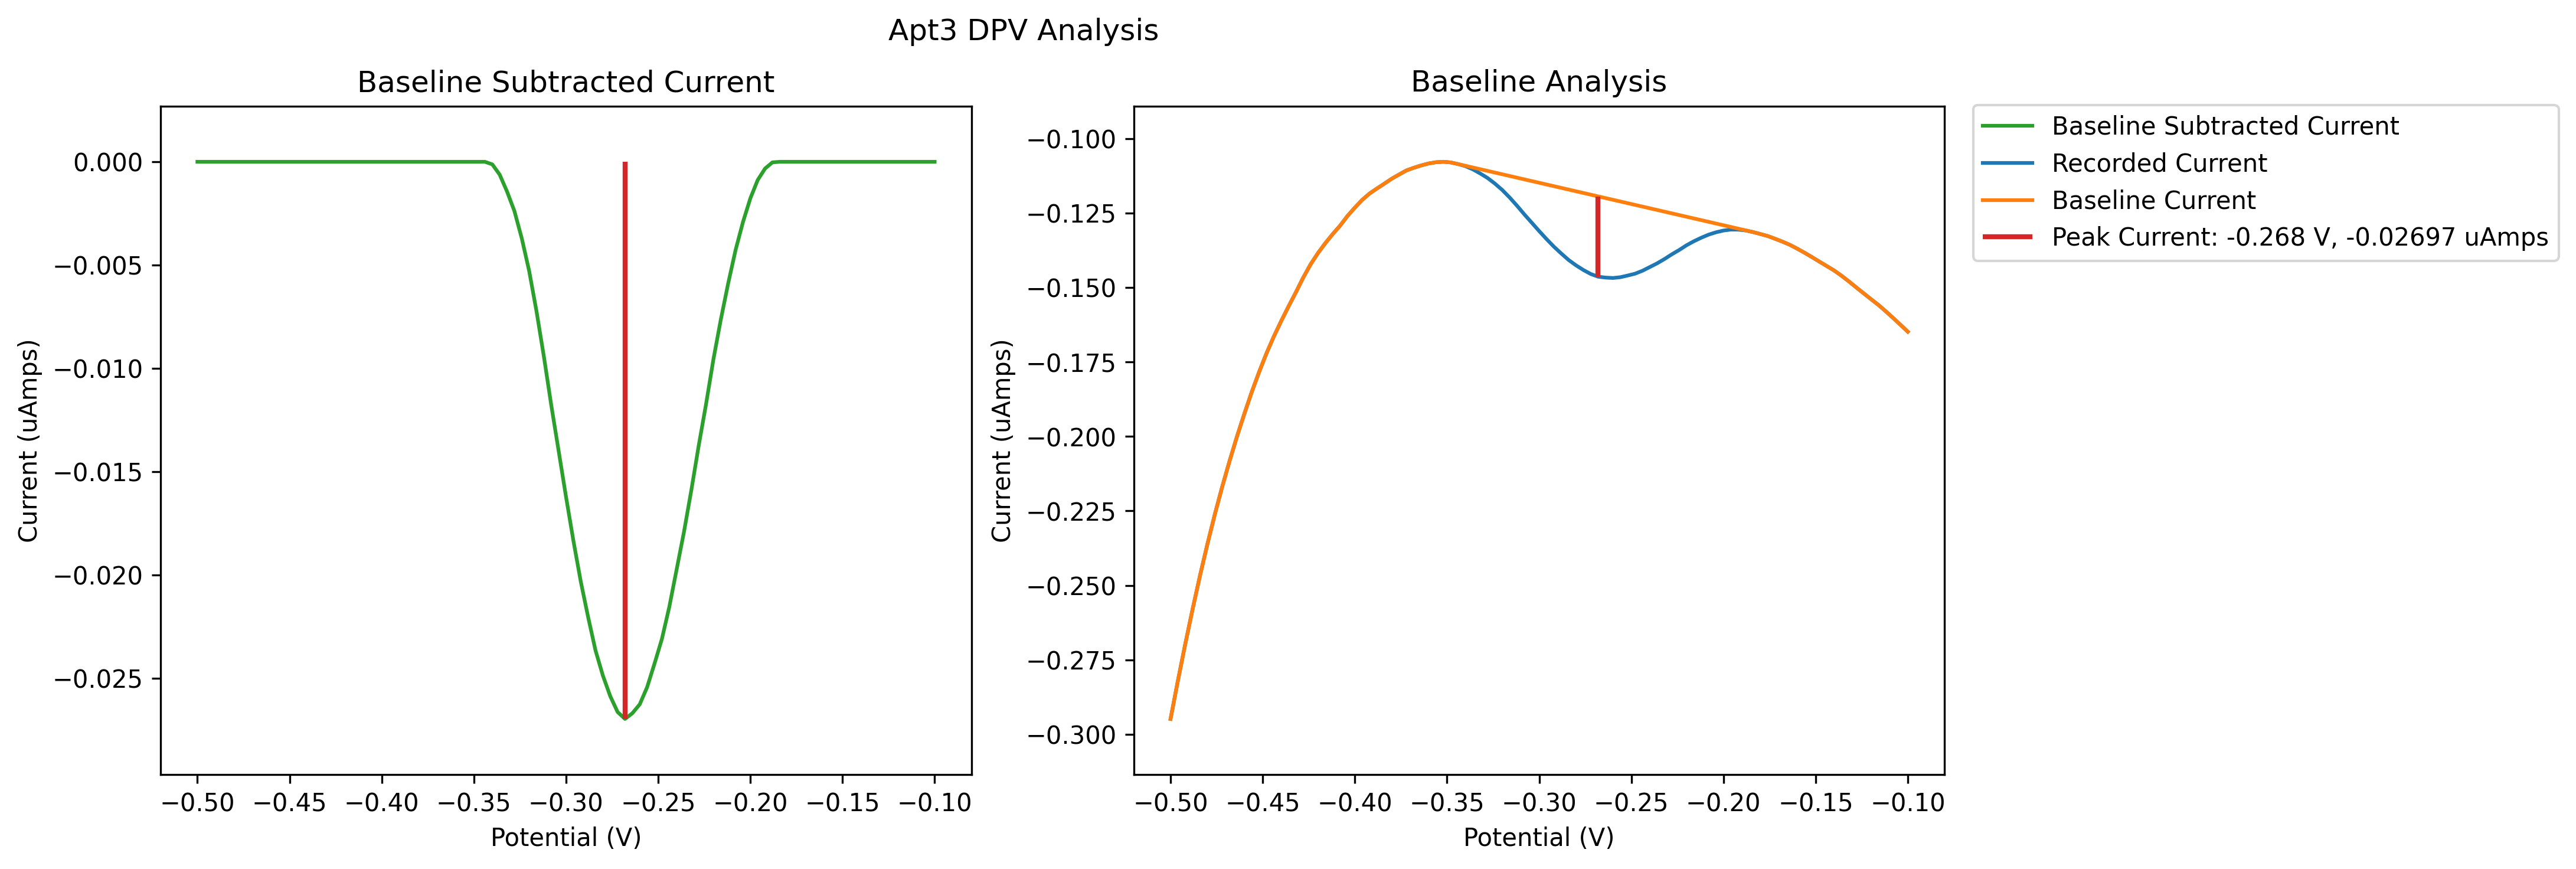 Apt3 DPV Analysis
Baseline Subtracted Current
Current (uAmps)
0.000
−0.005
−0.010
−0.015
−0.020
−0.025
−0.50 −0.45 −0.40 −0.35 −0.30 −0.25 −0.20 −0.15 −0.10
Potential (V)
Baseline Analysis
Current (uAmps)
−0.100
−0.125
−0.150
−0.175
−0.200
−0.225
−0.250
−0.275
−0.300
−0.50 −0.45 −0.40 −0.35 −0.30 −0.25 −0.20 −0.15 −0.10
Potential (V)
Baseline Subtracted Current
Recorded Current
Baseline Current
Peak Current: -0.268 V, -0.02697 uAmps